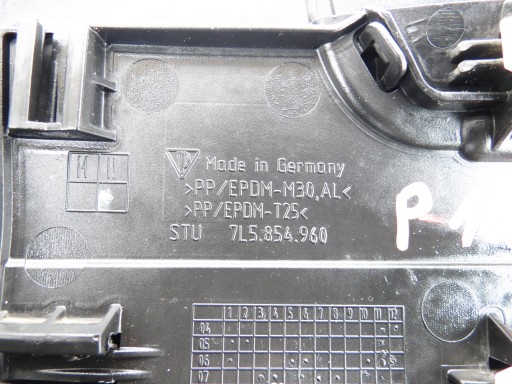 Made in Germany
>PP/EPDM-M30,AL<
>PP/EPDM-T25<
STU 7L5.854.960
P 1
1 2 3 4 5 6 7 8 9 10 11 12
04
05
06
07